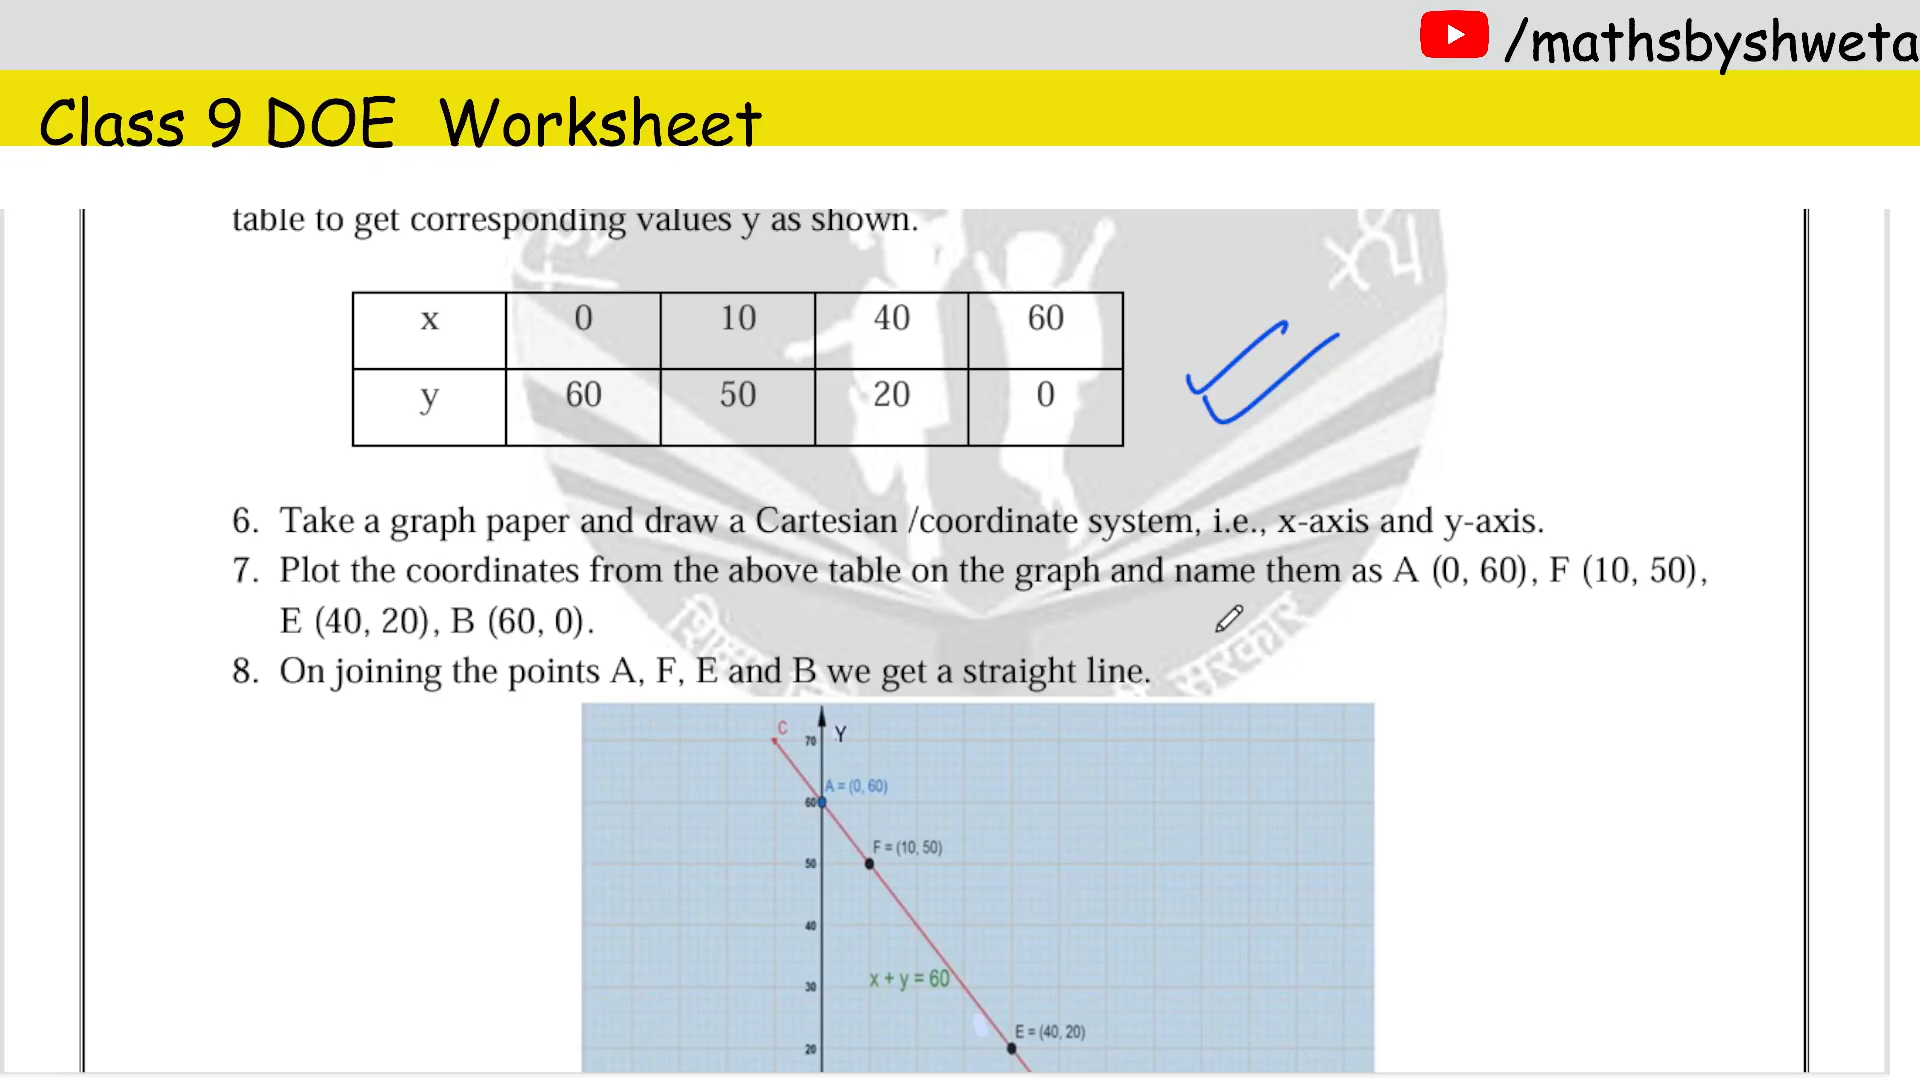 /mathsbyshweta
Class 9 DOE Worksheet
table to get corresponding values y as shown.
x 0 10 40 60
y 60 50 20 0
6. Take a graph paper and draw a Cartesian /coordinate system, i.e., x-axis and y-axis.
7. Plot the coordinates from the above table on the graph and name them as A (0, 60), F (10, 50),
E (40, 20), B (60, 0).
8. On joining the points A, F, E and B we get a straight line.
C
70 Y
A = (0, 60)
60
F = (10, 50)
50
40
x + y = 60
30
E = (40, 20)
20